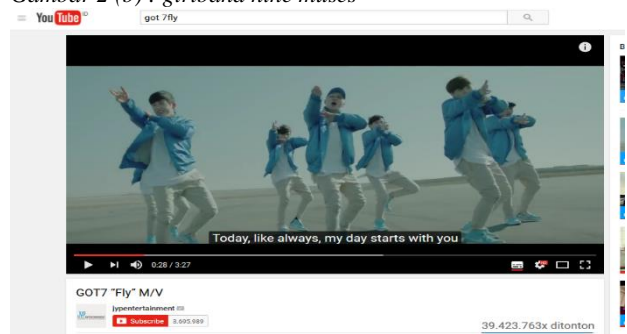 Gambar 2 (b) : girlband nine muses
YouTube ID
got 7fly
Today, like always, my day starts with you
0:28 / 3:27
GOT7 "Fly" M/V
jypentertainment
Subscribe 3.695.989
39.423.763x ditonton